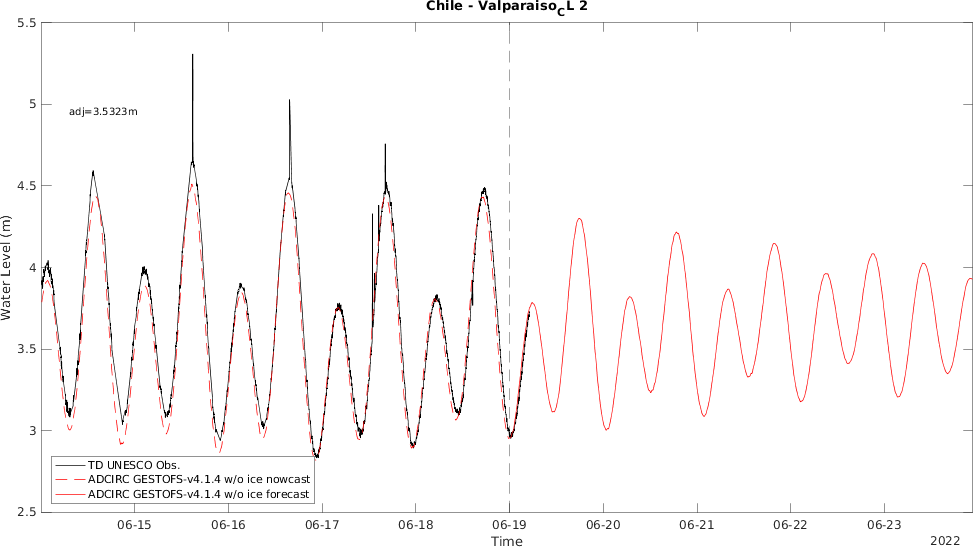 Chile - Valparaiso_CL 2
5.5
5
4.5
4
3.5
3
2.5
Water Level (m)
adj=3.5323m
TD UNESCO Obs.
ADCIRC GESTOFS-v4.1.4 w/o ice nowcast
ADCIRC GESTOFS-v4.1.4 w/o ice forecast
06-15 06-16 06-17 06-18 06-19 06-20 06-21 06-22 06-23
Time
2022